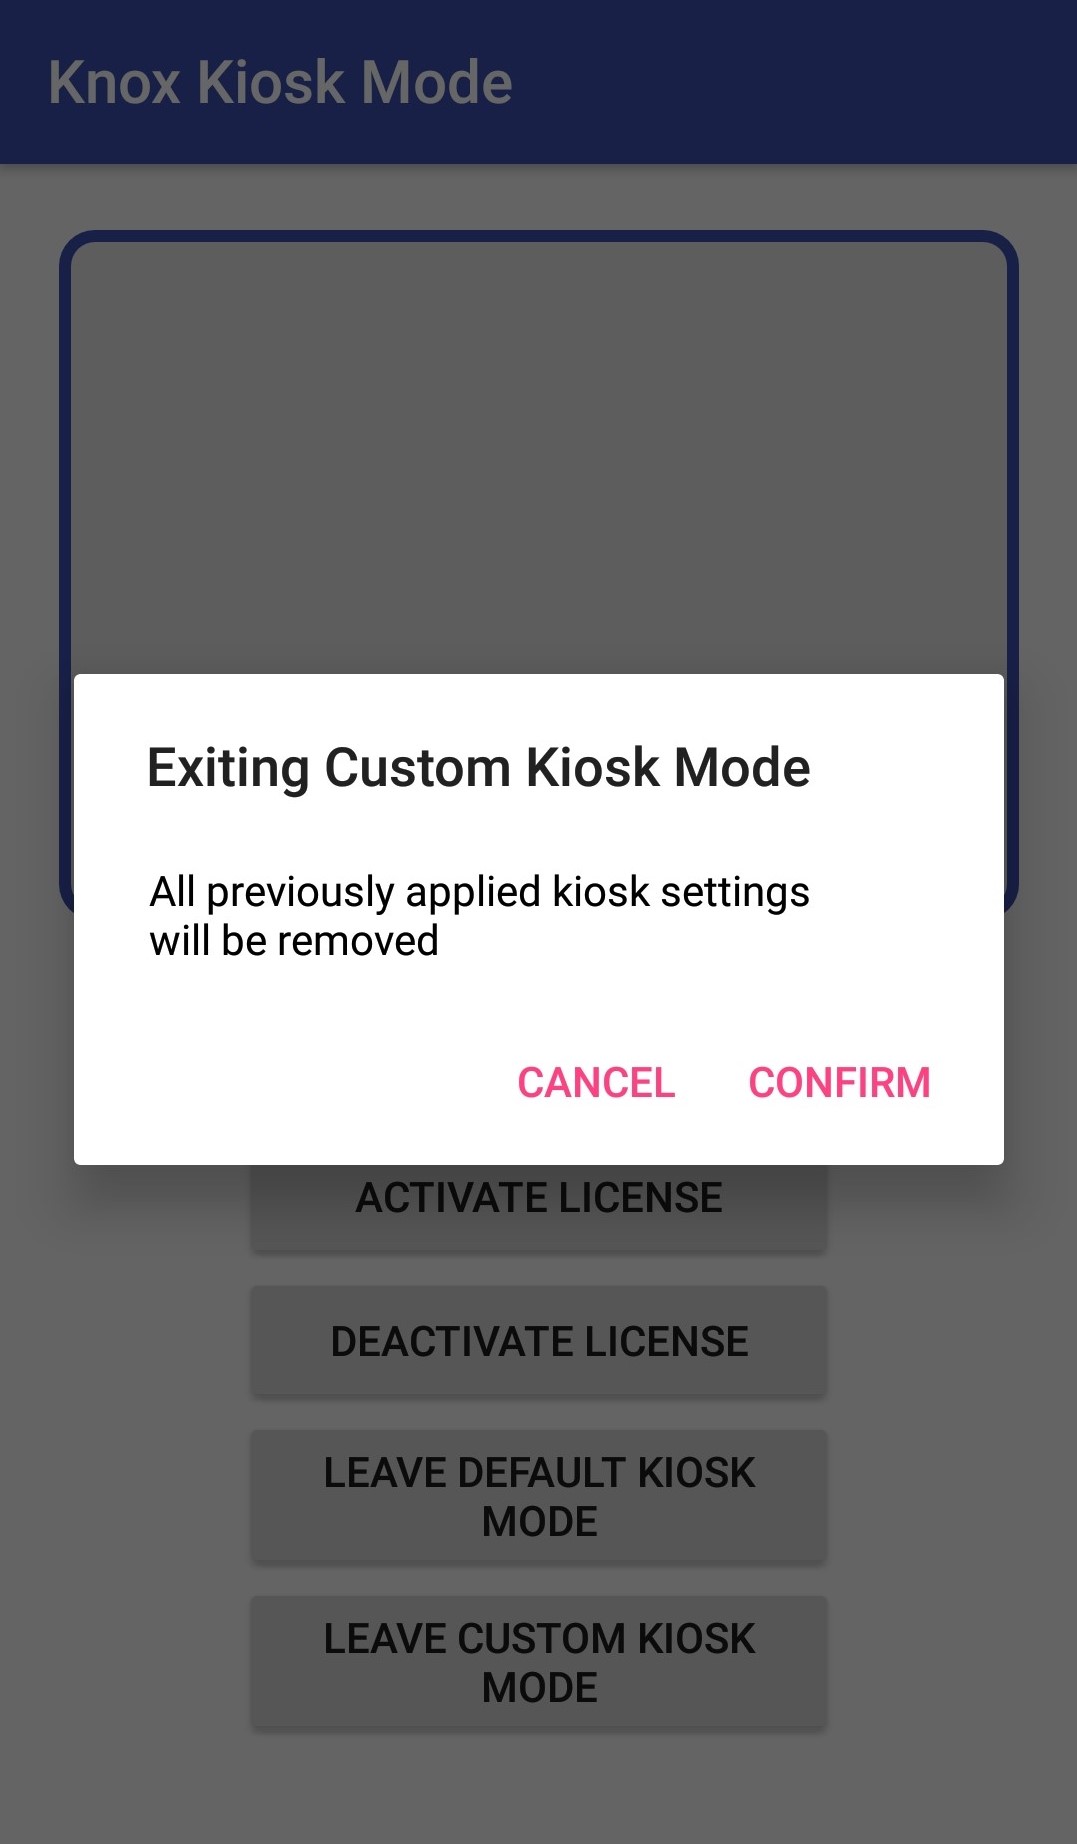 Knox Kiosk Mode
Exiting Custom Kiosk Mode
All previously applied kiosk settings
will be removed
CANCEL CONFIRM
ACTIVATE LICENSE
DEACTIVATE LICENSE
LEAVE DEFAULT KIOSK
MODE
LEAVE CUSTOM KIOSK
MODE